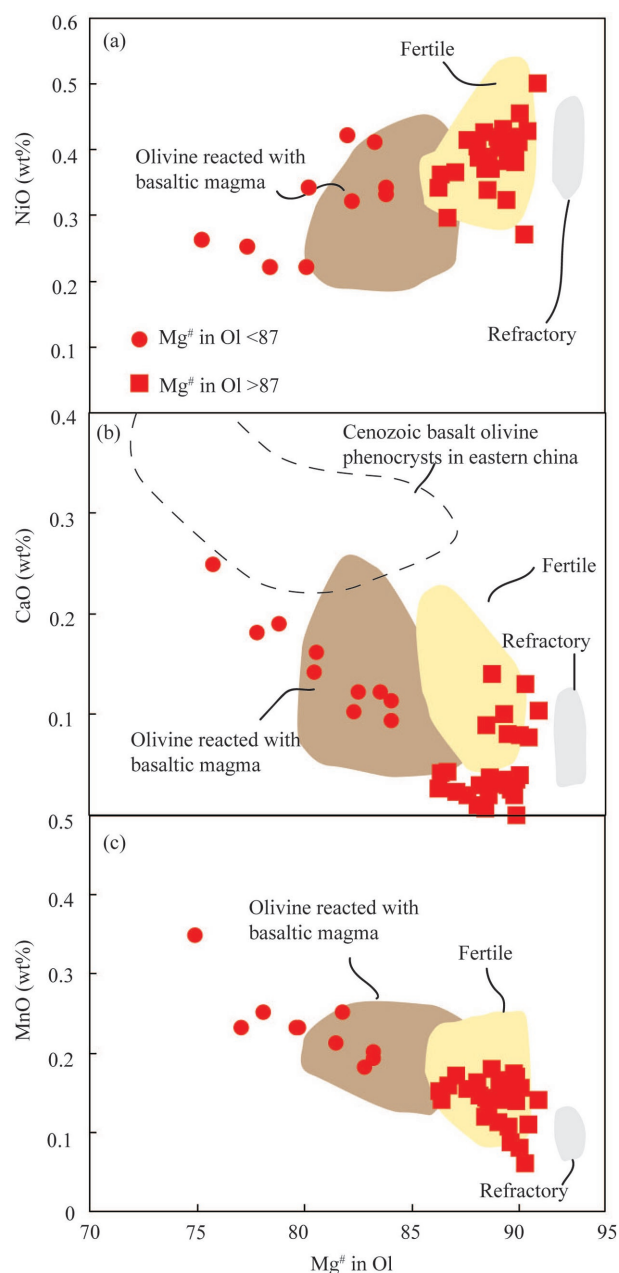 0.6
(a)
Fertile
0.5
Olivine reacted with
basaltic magma
0.4
NiO (wt%)
0.3
0.2
Refractory
Mg# in Ol <87
0.1
Mg# in Ol >87
0.4
(b)
Cenozoic basalt olivine
phenocrysts in eastern china
0.3
CaO (wt%)
Fertile
0.2
Refractory
0.1
Olivine reacted with
basaltic magma
0.5
(c)
Olivine reacted with
basaltic magma
0.4
Fertile
0.3
MnO (wt%)
0.2
0.1
Refractory
0
70
75
80
85
90
95
Mg# in Ol